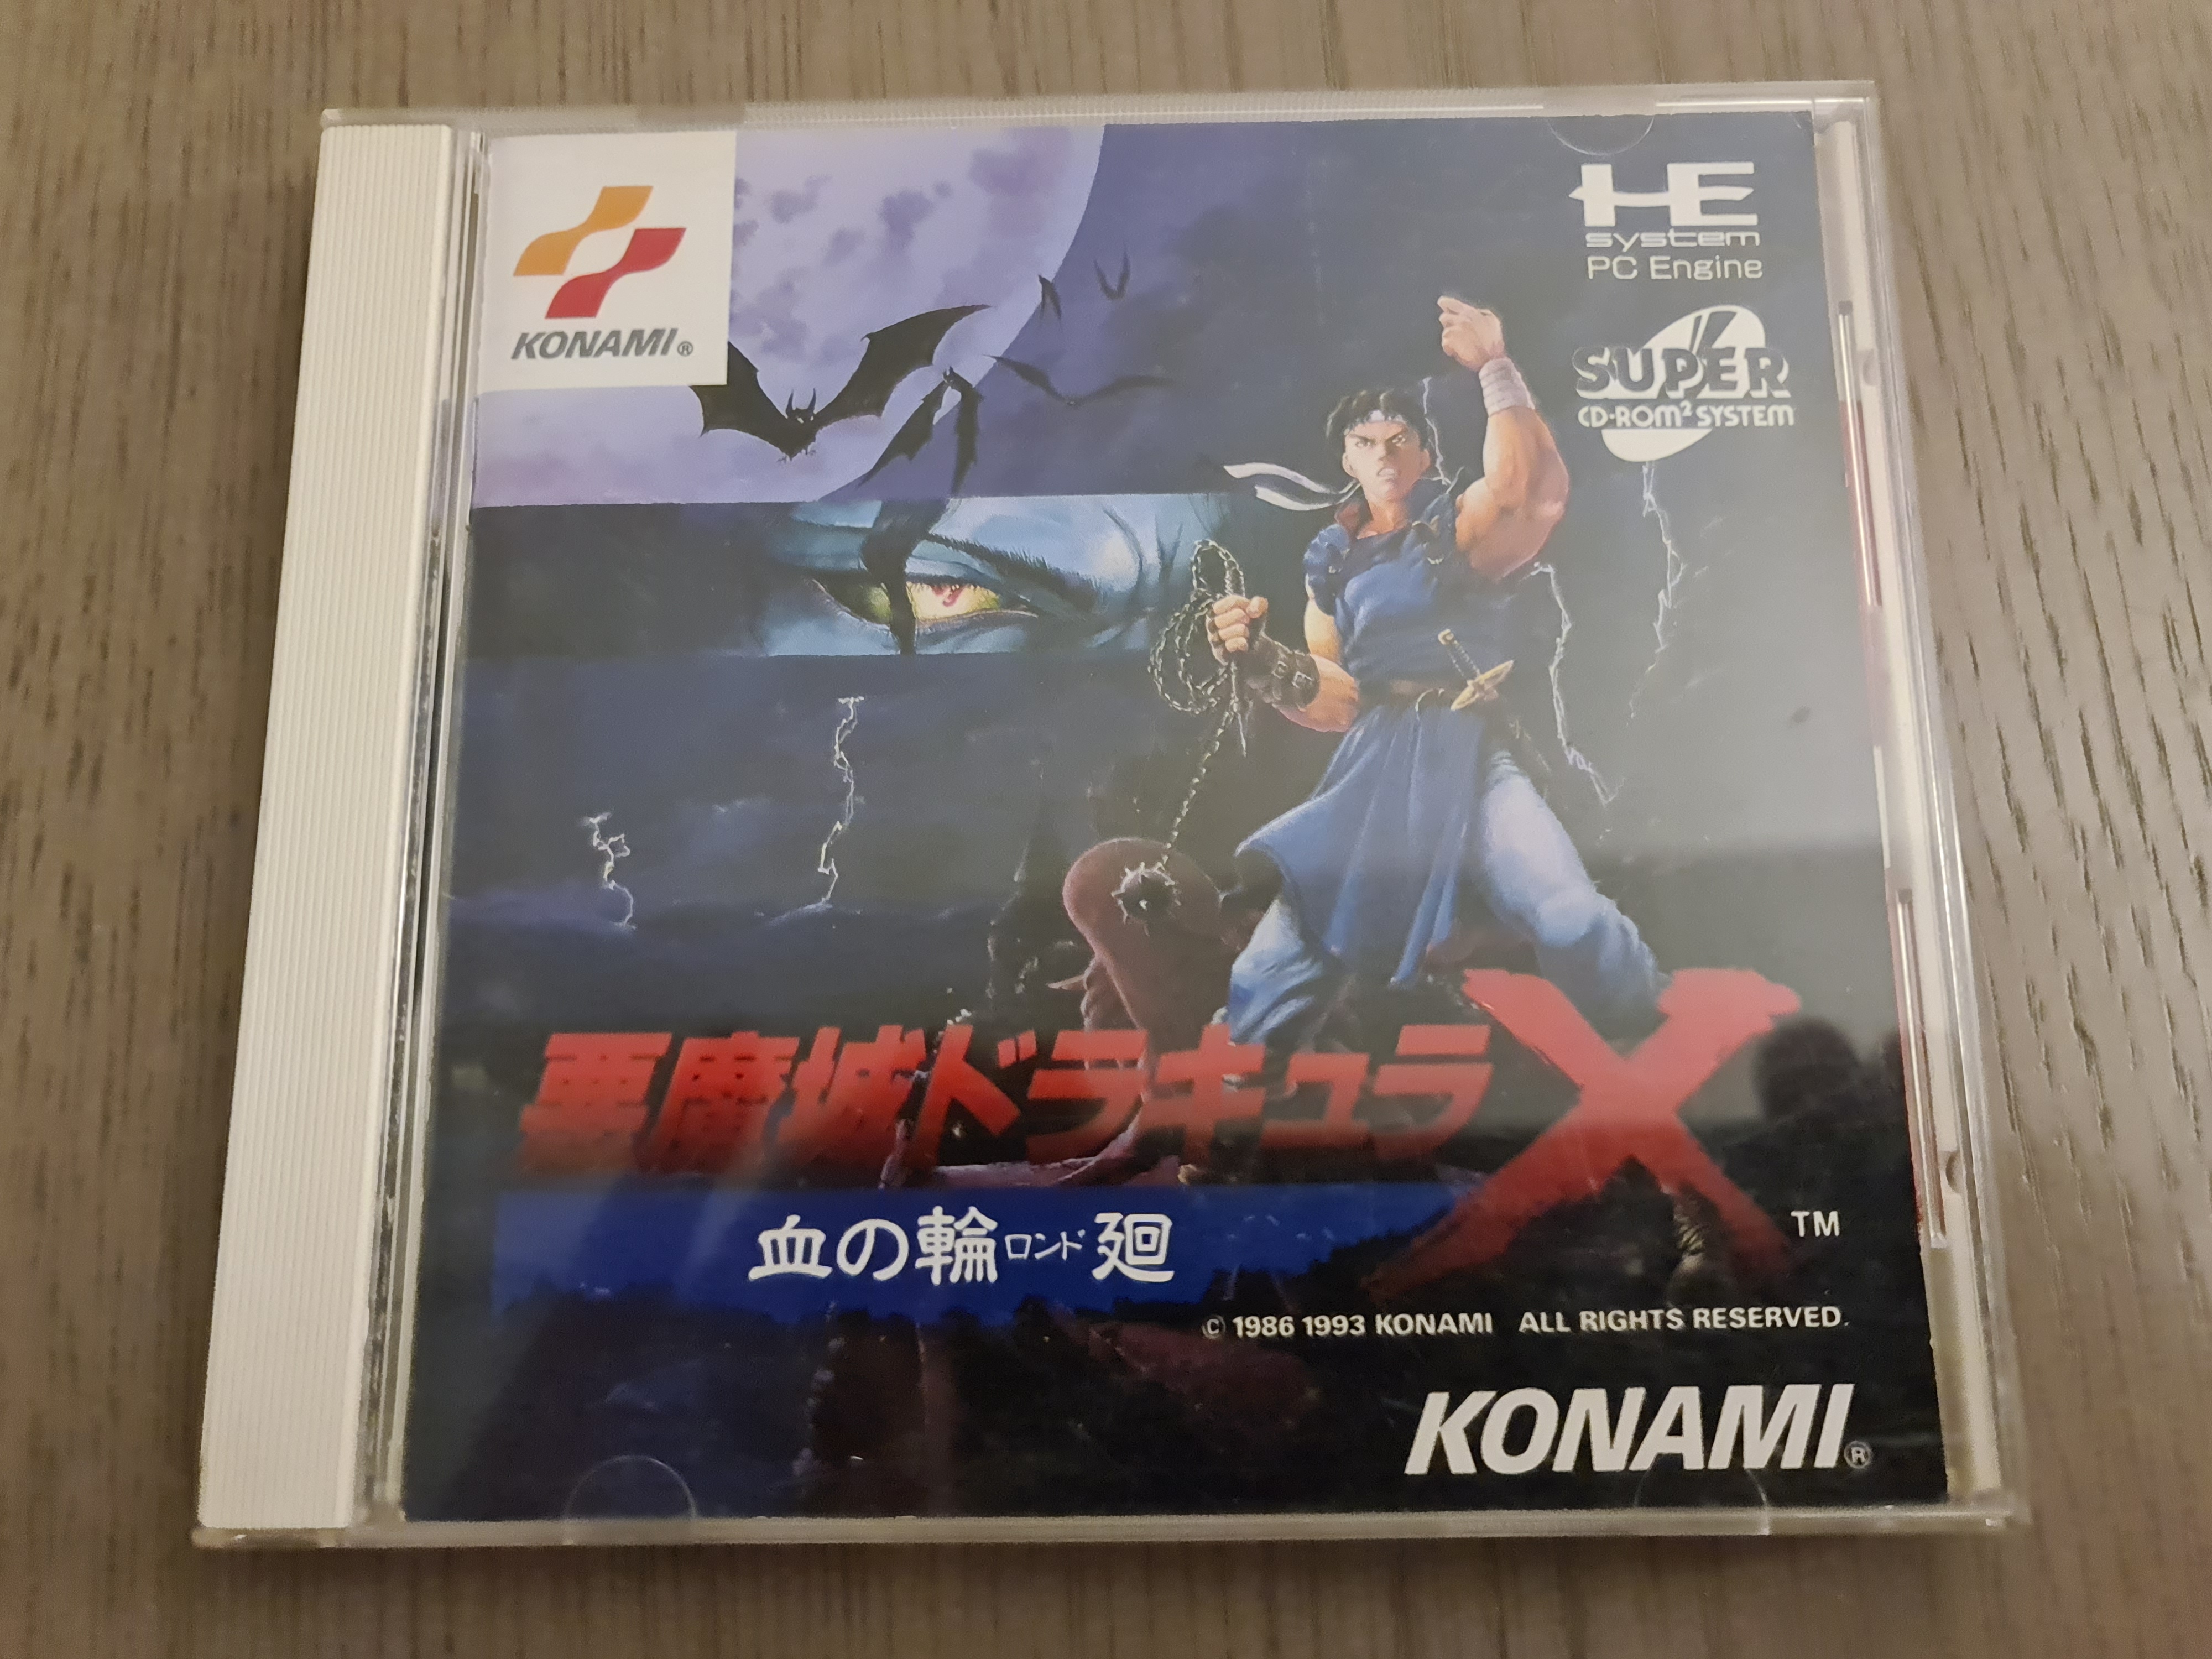 KONAMI®
HE
system
PC Engine
SUPER
CD-ROM² SYSTEM
悪魔城ドラキュラX
血の輪ロンド廻
TM
© 1986 1993 KONAMI ALL RIGHTS RESERVED.
KONAMI®